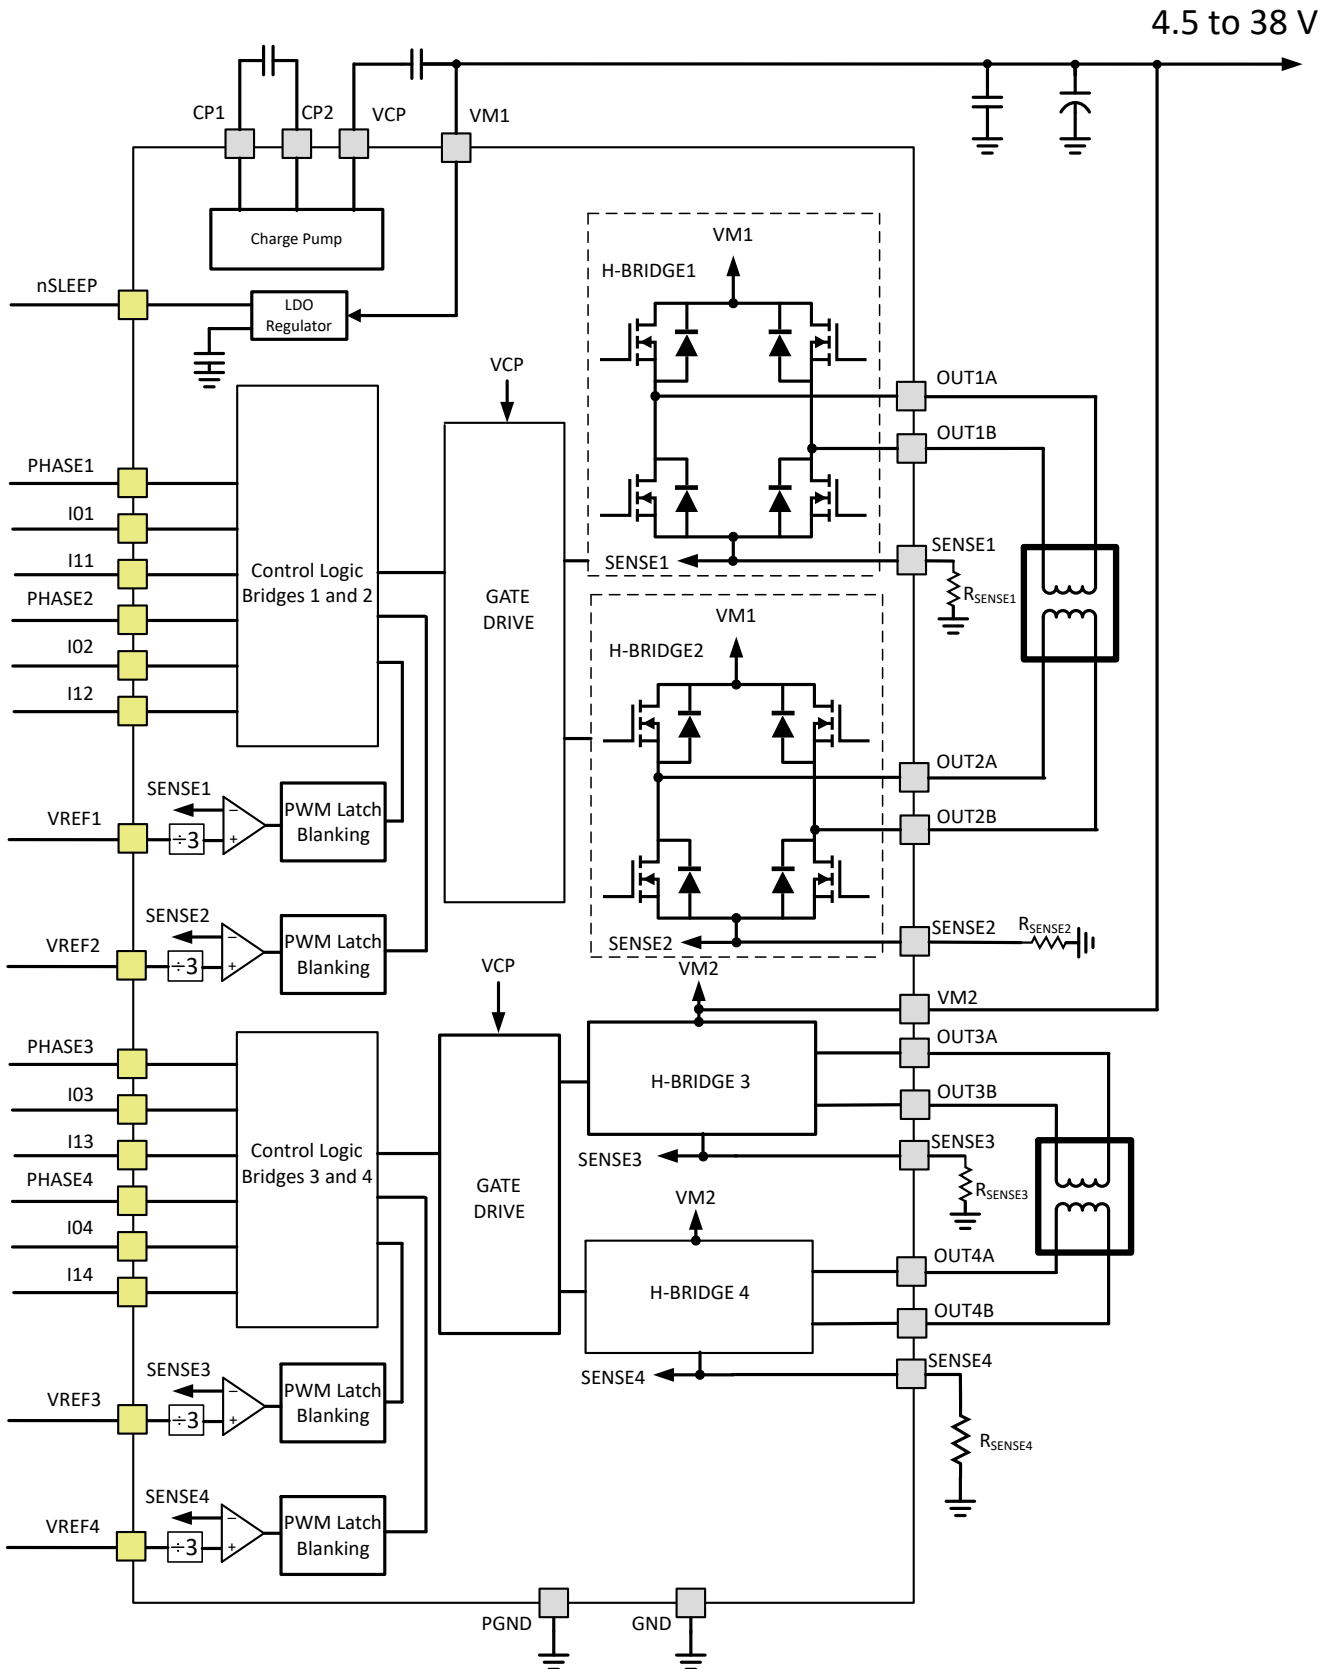 4.5 to 38 V
CP1
CP2
VCP
VM1
Charge Pump
nSLEEP
LDO
Regulator
VM1
H-BRIDGE1
VCP
OUT1A
OUT1B
PHASE1
I01
I11
PHASE2
I02
I12
Control Logic
Bridges 1 and 2
GATE
DRIVE
SENSE1
SENSE1
RSENSE1
VM1
H-BRIDGE2
OUT2A
OUT2B
SENSE1
VREF1
÷3
−
+
PWM Latch
Blanking
SENSE2
VREF2
÷3
−
+
PWM Latch
Blanking
SENSE2
SENSE2
RSENSE2
VCP
VM2
VM2
PHASE3
I03
I13
PHASE4
I04
I14
Control Logic
Bridges 3 and 4
GATE
DRIVE
H-BRIDGE 3
OUT3A
OUT3B
SENSE3
SENSE3
RSENSE3
VM2
H-BRIDGE 4
OUT4A
OUT4B
SENSE4
SENSE4
RSENSE4
SENSE3
VREF3
÷3
−
+
PWM Latch
Blanking
SENSE4
VREF4
÷3
−
+
PWM Latch
Blanking
PGND
GND